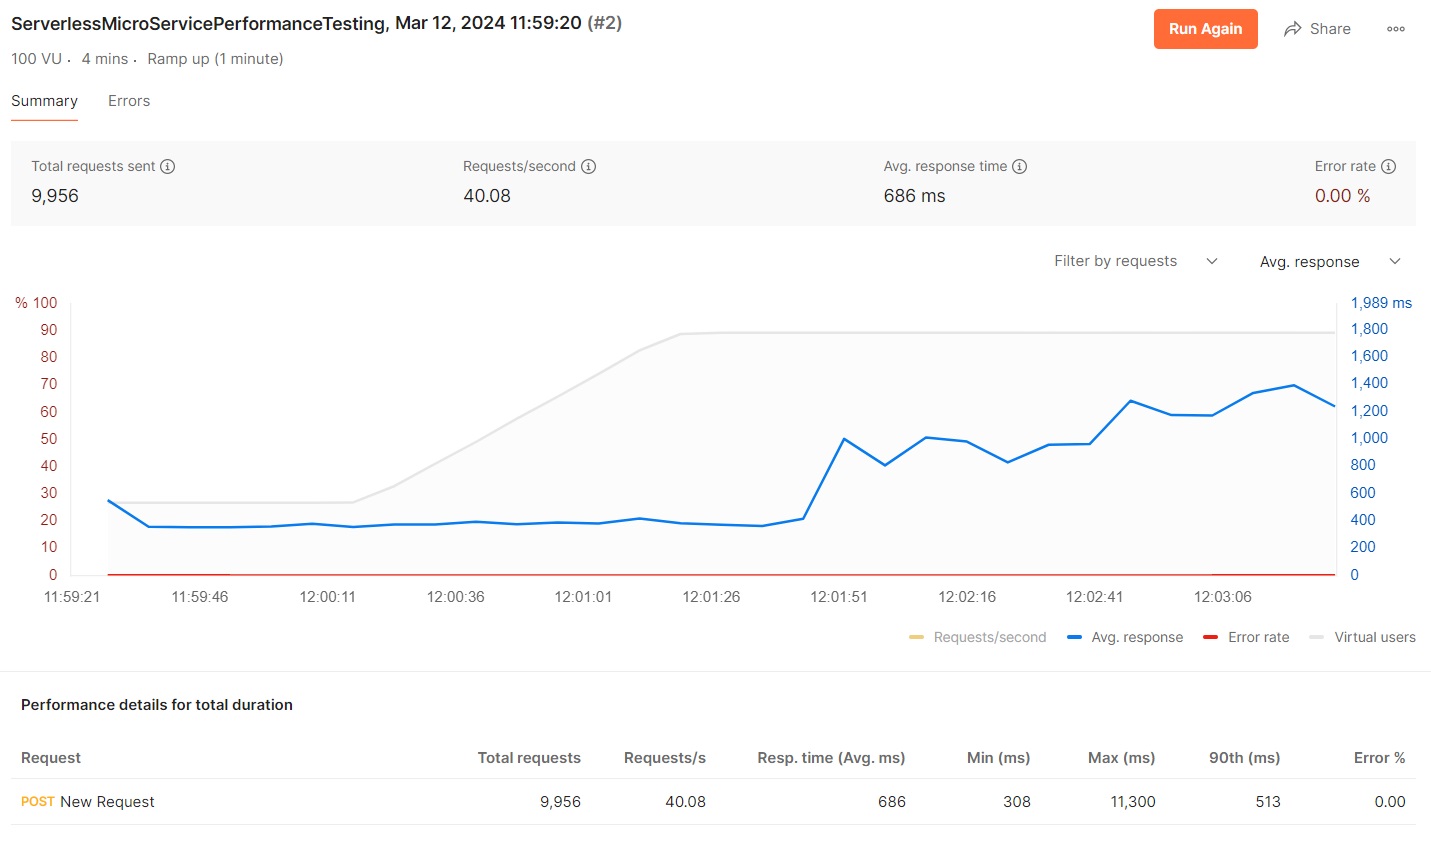 ServerlessMicroServicePerformanceTesting, Mar 12, 2024 11:59:20 (#2)
Run Again
Share
100 VU · 4 mins · Ramp up (1 minute)
Summary Errors
Total requests sent Requests/second Avg. response time Error rate
9,956 40.08 686 ms 0.00 %
Filter by requests Avg. response
% 100 1,989 ms
90 1,800
80 1,600
70 1,400
60 1,200
50 1,000
40 800
30 600
20 400
10 200
0 0
11:59:21 11:59:46 12:00:11 12:00:36 12:01:01 12:01:26 12:01:51 12:02:16 12:02:41 12:03:06
Requests/second Avg. response Error rate Virtual users
Performance details for total duration
Request Total requests Requests/s Resp. time (Avg. ms) Min (ms) Max (ms) 90th (ms) Error %
POST New Request 9,956 40.08 686 308 11,300 513 0.00